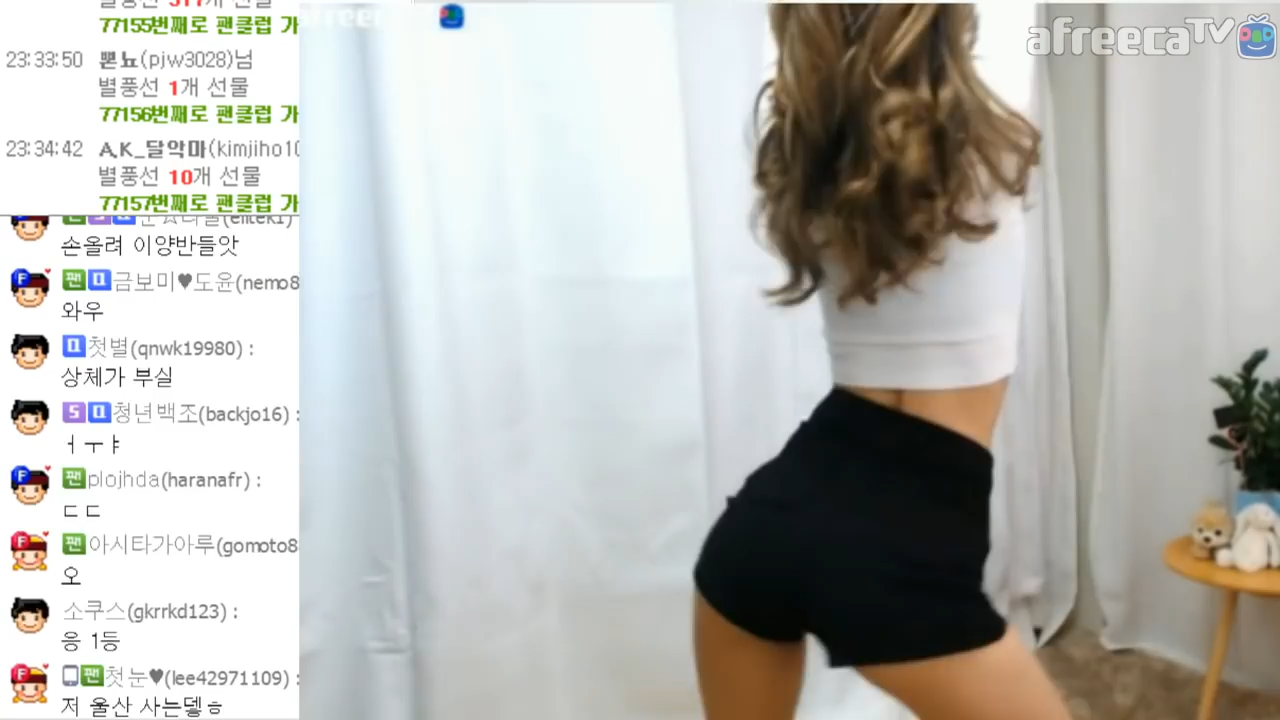 77155번째로 팬클럽 가
23:33:50 뽄뇨(pjw3028)님
별풍선 1개 선물
77156번째로 팬클럽 가
23:34:42 A,K_달악마(kimjiho10
별풍선 10개 선물
77157번째로 팬클럽 가
손올려 이양반들앗
팬 금보미♥도윤(nemo8
와우
첫별(qnwk19980) :
상체가 부실
S 청년백조(backjo16) :
ㅓㅜㅑ
팬 plojhda(haranafr) :
ㄷㄷ
팬 아시타가아루(gomoto8
오
소쿠스(gkrrkd123) :
응 1등
팬 첫눈♥(lee42971109) :
저 울산 사는뎋ㅎ
afreecaTV